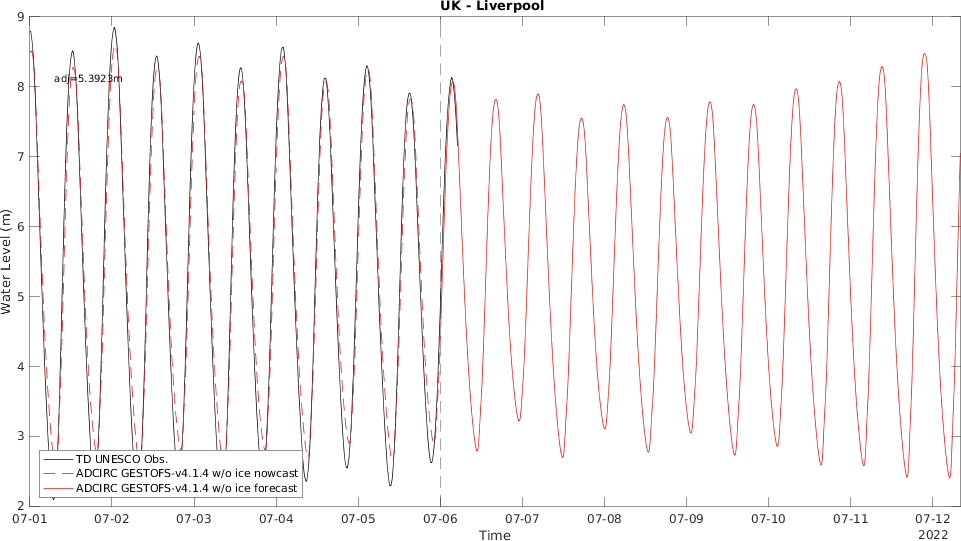 UK - Liverpool
9
8
7
6
5
4
3
2
Water Level (m)
adj=5.3923m
TD UNESCO Obs.
ADCIRC GESTOFS-v4.1.4 w/o ice nowcast
ADCIRC GESTOFS-v4.1.4 w/o ice forecast
07-01 07-02 07-03 07-04 07-05 07-06 07-07 07-08 07-09 07-10 07-11 07-12
Time
2022